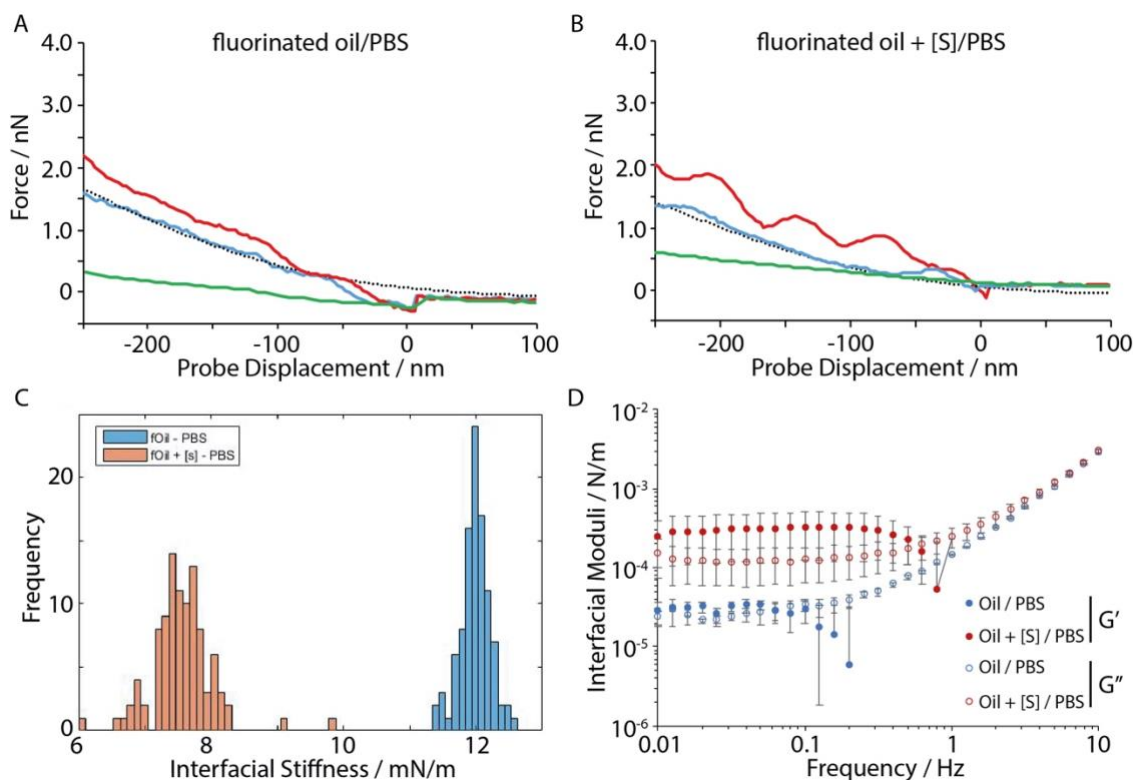 A
fluorinated oil/PBS
4.0
3.0
2.0
1.0
0
Force / nN
-200
-100
0
100
Probe Displacement / nm
B
fluorinated oil + [S]/PBS
4.0
3.0
2.0
1.0
0
Force / nN
-200
-100
0
100
Probe Displacement / nm
C
fOil - PBS
fOil + [s] - PBS
20
10
0
Frequency
6
8
10
12
Interfacial Stiffness / mN/m
D
10-2
10-3
10-4
10-5
10-6
Interfacial Moduli / N/m
Oil / PBS
Oil + [S] / PBS
G'
Oil / PBS
Oil + [S] / PBS
G"
0.01
0.1
1
10
Frequency / Hz